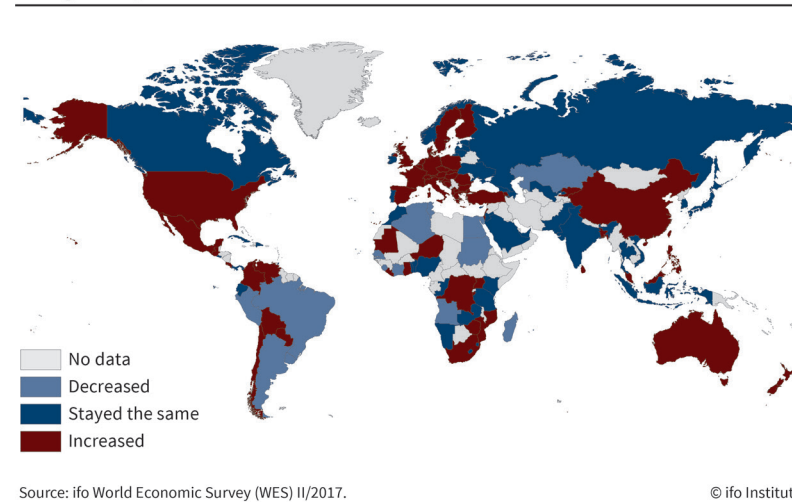 No data
Decreased
Stayed the same
Increased
Source: ifo World Economic Survey (WES) II/2017.
© ifo Institut